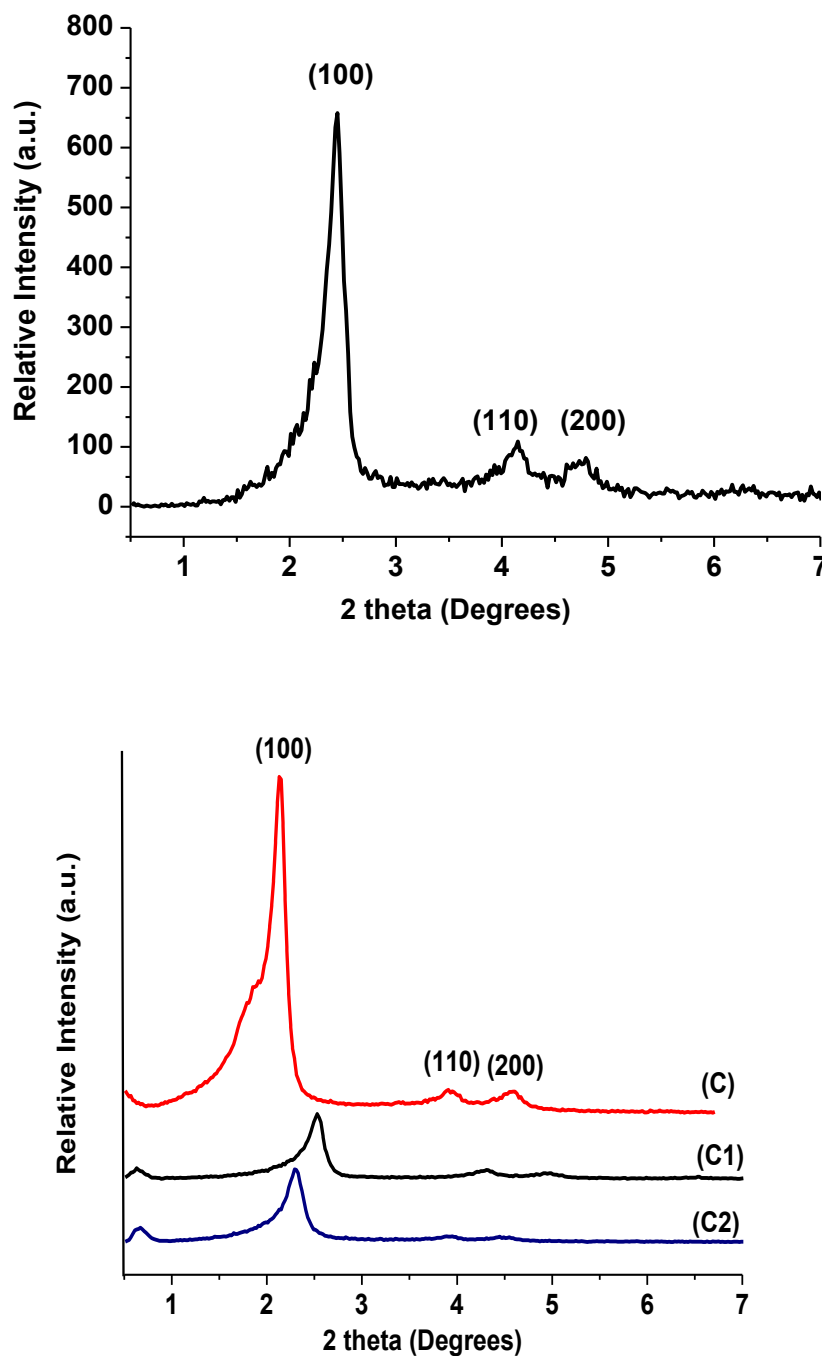 800
(100)
700
600
500
400
300
200
(110) (200)
100
0
1 2 3 4 5 6 7
Relative Intensity (a.u.)
2 theta (Degrees)
(100)
(110) (200)
(C)
(C1)
(C2)
1 2 3 4 5 6 7
Relative Intensity (a.u.)
2 theta (Degrees)